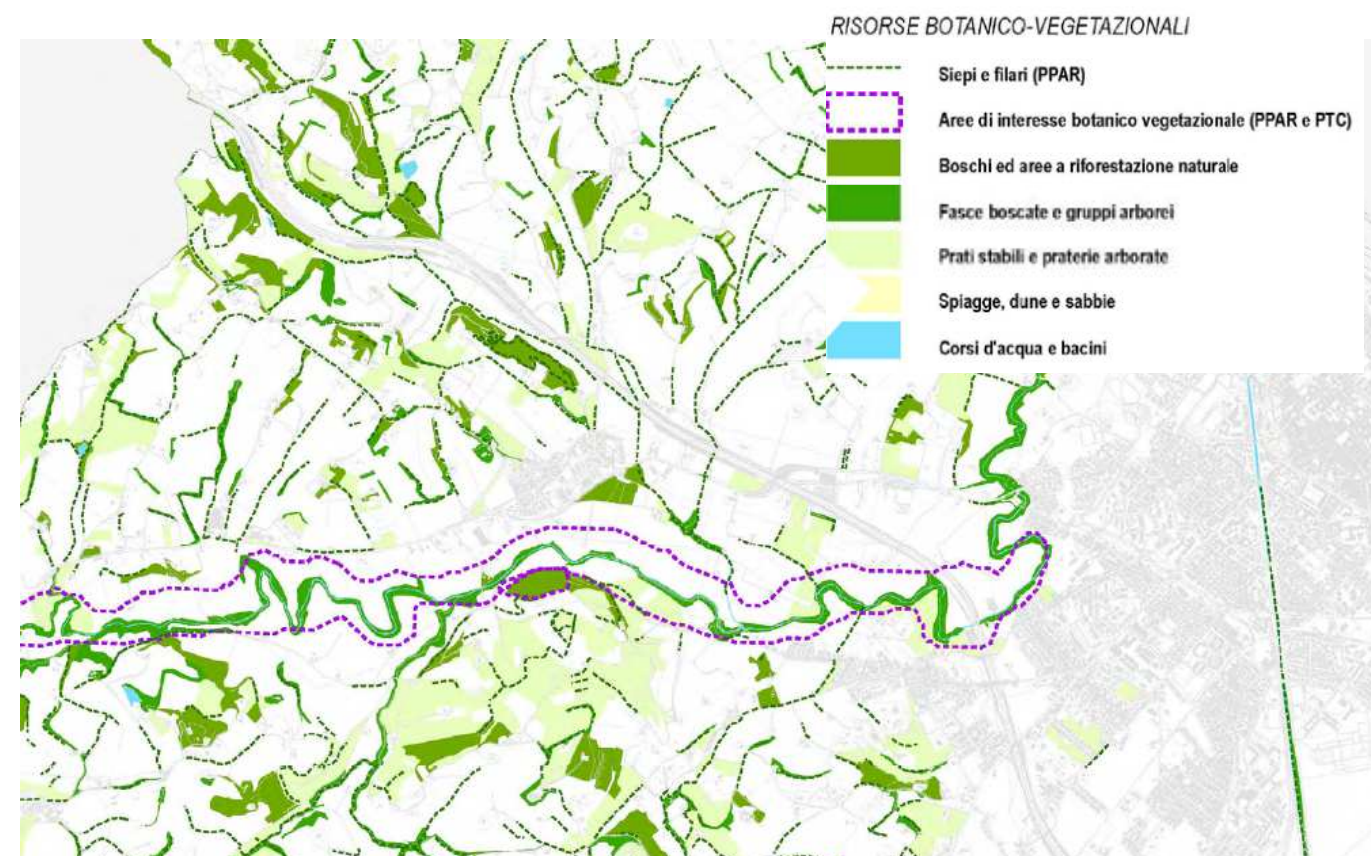 RISORSE BOTANICO-VEGETAZIONALI
Siepi e filari (PPAR)
Aree di interesse botanico vegetazionale (PPAR e PTC)
Boschi ed aree a riforestazione naturale
Fasce boscate e gruppi arborei
Prati stabili e praterie arborate
Spiagge, dune e sabbie
Corsi d'acqua e bacini